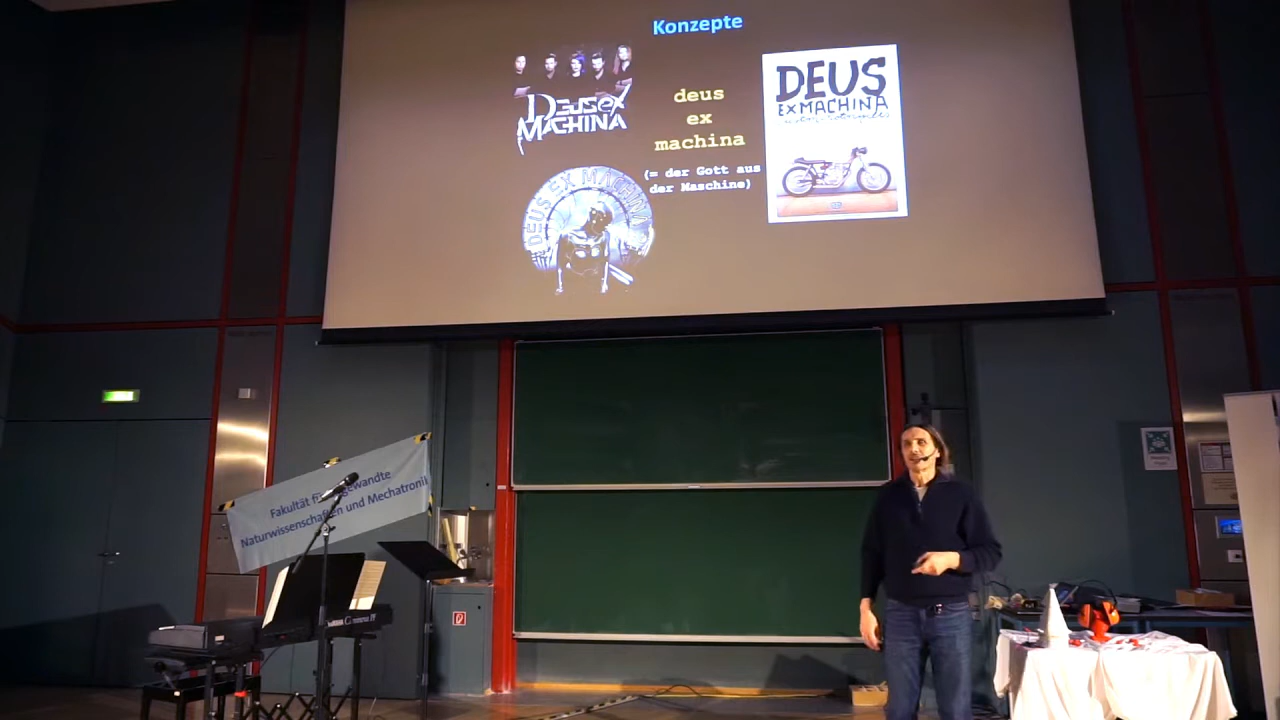 Konzepte
DEUS EX
MACHINA
deus
ex
machina
(= der Gott aus
der Maschine)
DEUS
EX MACHINA
DEUS EX MACHINA
Fakultät für Angewandte
Naturwissenschaften und Mechatronik